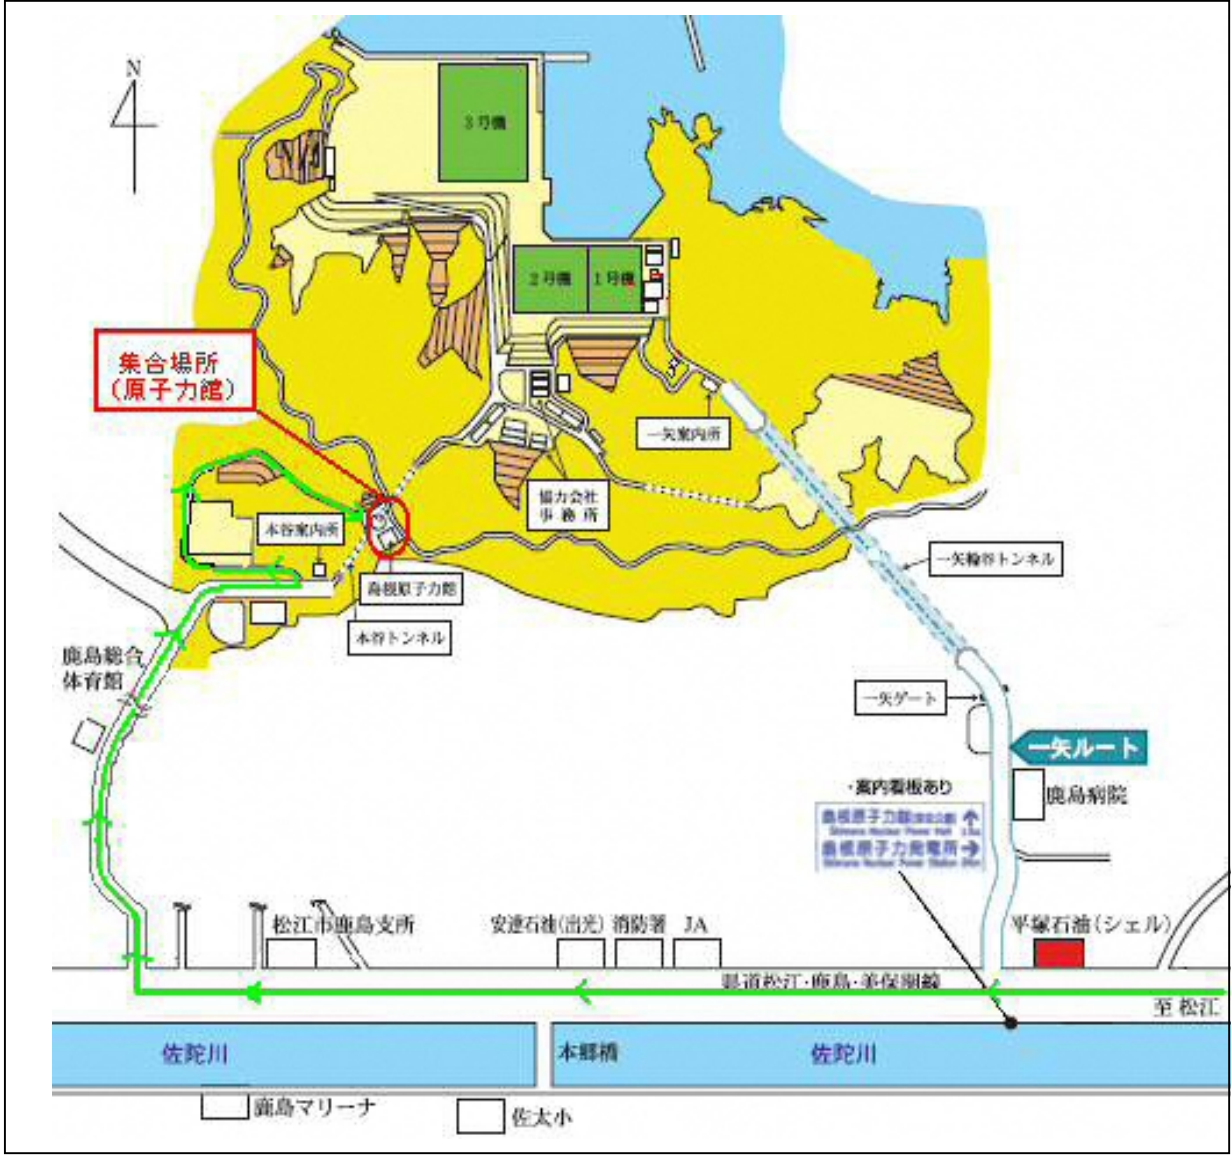 N
3号機
2号機
1号機
集合場所
(原子力館)
一矢案内所
協力会社
事務所
本谷案内所
島根原子力館
本谷トンネル
一矢輪谷トンネル
鹿島総合
体育館
一矢ゲート
一矢ルート
・案内看板あり
鹿島病院
島根原子力館
島根原子力発電所
松江市鹿島支所
安達石油(出光)
消防署
JA
平塚石油(シェル)
県道松江・鹿島・美保関線
至 松江
佐陀川
本郷橋
佐陀川
鹿島マリーナ
佐太小